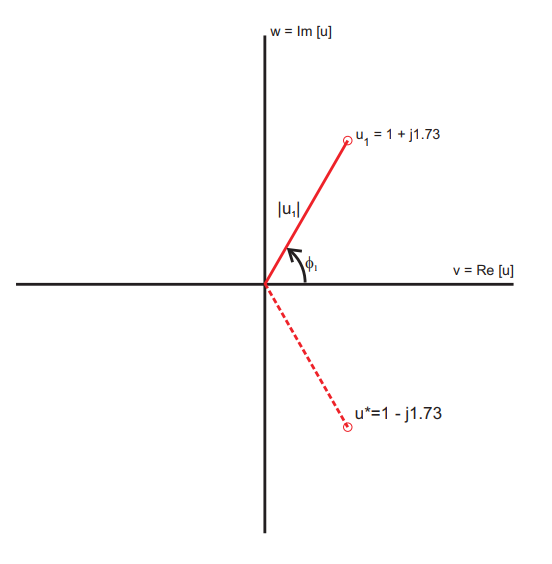 w = Im [u]
u₁ = 1 + j1.73
|u₁|
ϕ₁
v = Re [u]
u*=1 - j1.73